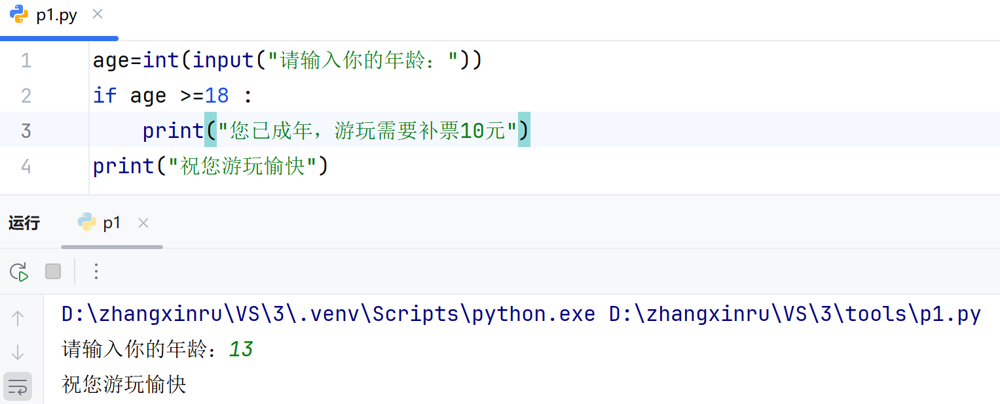 p1.py
1 age=int(input("请输入你的年龄："))
2 if age >=18 :
3     print("您已成年，游玩需要补票10元")
4 print("祝您游玩愉快")
运行 p1
D:\zhangxinru\VS\3\.venv\Scripts\python.exe D:\zhangxinru\VS\3\tools\p1.py
请输入你的年龄：13
祝您游玩愉快